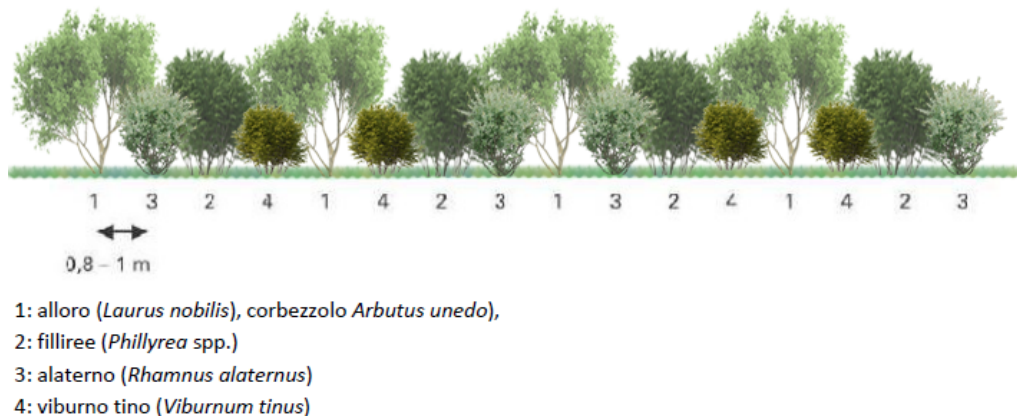 1 3 2 4 1 4 2 3 1 3 2 4 1 4 2 3
0,8 – 1 m
1: alloro (Laurus nobilis), corbezzolo Arbutus unedo),
2: filliree (Phillyrea spp.)
3: alaterno (Rhamnus alaternus)
4: viburno tino (Viburnum tinus)